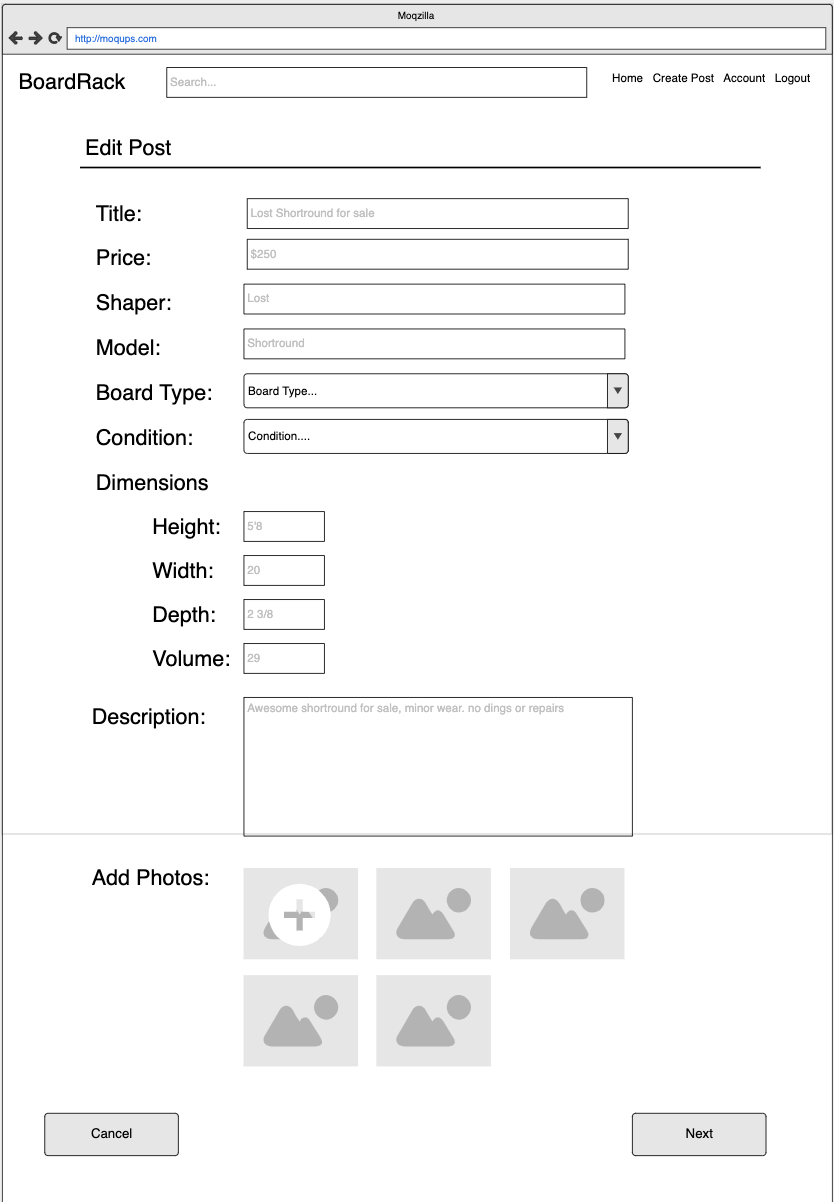 Moqzilla
http://moqups.com
BoardRack Search... Home Create Post Account Logout
Edit Post
Title: Lost Shortround for sale
Price: $250
Shaper: Lost
Model: Shortround
Board Type: Board Type...
Condition: Condition....
Dimensions
Height: 5'8
Width: 20
Depth: 2 3/8
Volume: 29
Description: Awesome shortround for sale, minor wear. no dings or repairs
Add Photos:
Cancel Next